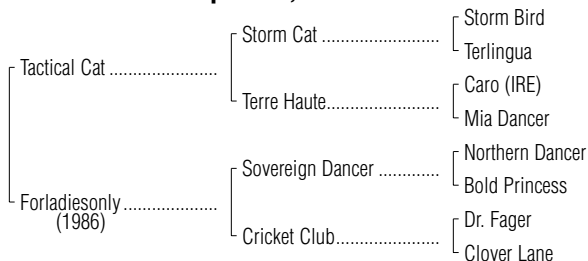 Storm Bird
Storm Cat
Terlingua
Tactical Cat
Caro (IRE)
Terre Haute
Mia Dancer
Northern Dancer
Sovereign Dancer
Bold Princess
Forladiesonly
(1986)
Dr. Fager
Cricket Club
Clover Lane